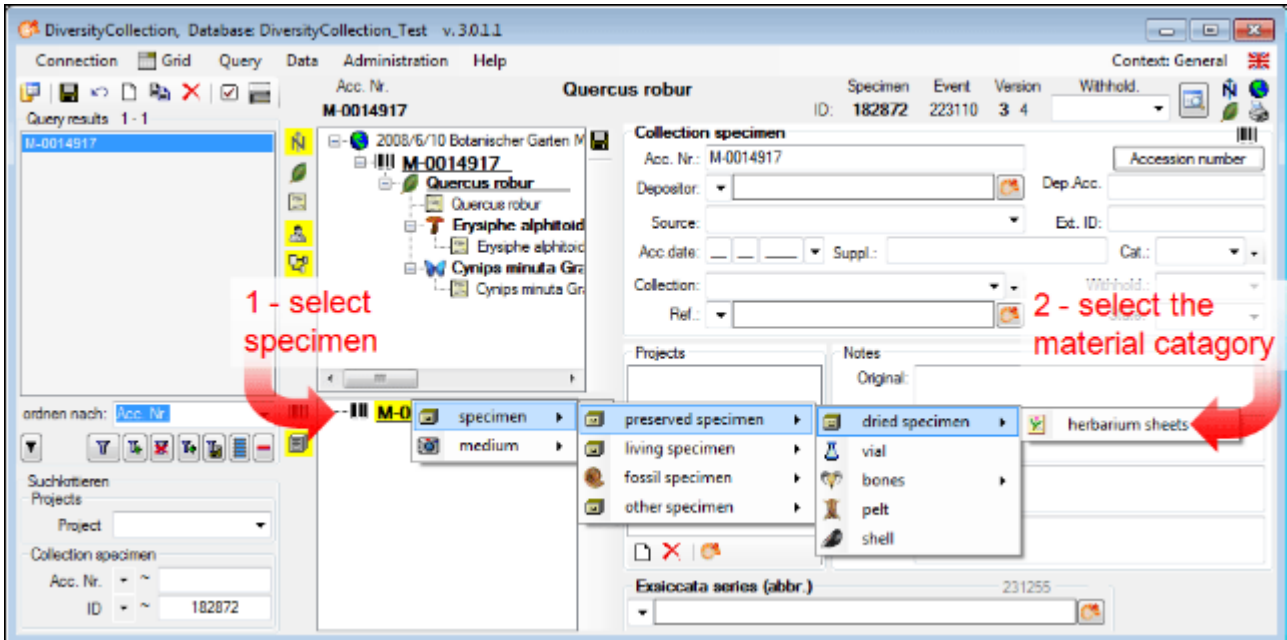 DiversityCollection, Database: DiversityCollection_Test v. 3.0.1.1
Connection Grid Query Data Administration Help Context: General
Query results 1 - 1
M-0014917
Acc. Nr.
M-0014917
Quercus robur
Specimen Event Version Withhold.
ID: 182872 223110 3 4
2008/6/10 Botanischer Garten M
M-0014917
Quercus robur
Quercus robur
Erysiphe alphitoid
Erysiphe alphitoid
Cynips minuta Gra
Cynips minuta Gra
Collection specimen
Acc. Nr.: M-0014917
Accession number
Depositor:
Dep.Acc.
Source:
Ext. ID:
Acc.date:
Suppl.:
Cat.:
Collection:
Withhold.:
Ref.:
1 - select
specimen
2 - select the
material catagory
Projects
Notes
Original:
ordnen nach: Acc. Nr.
M-0
specimen
medium
preserved specimen
living specimen
fossil specimen
other specimen
dried specimen
vial
bones
pelt
shell
herbarium sheets
Suchkriterien
Projects
Project
Collection specimen
Acc. Nr. ~
ID ~ 182872
Exsiccata series (abbr.) 231255